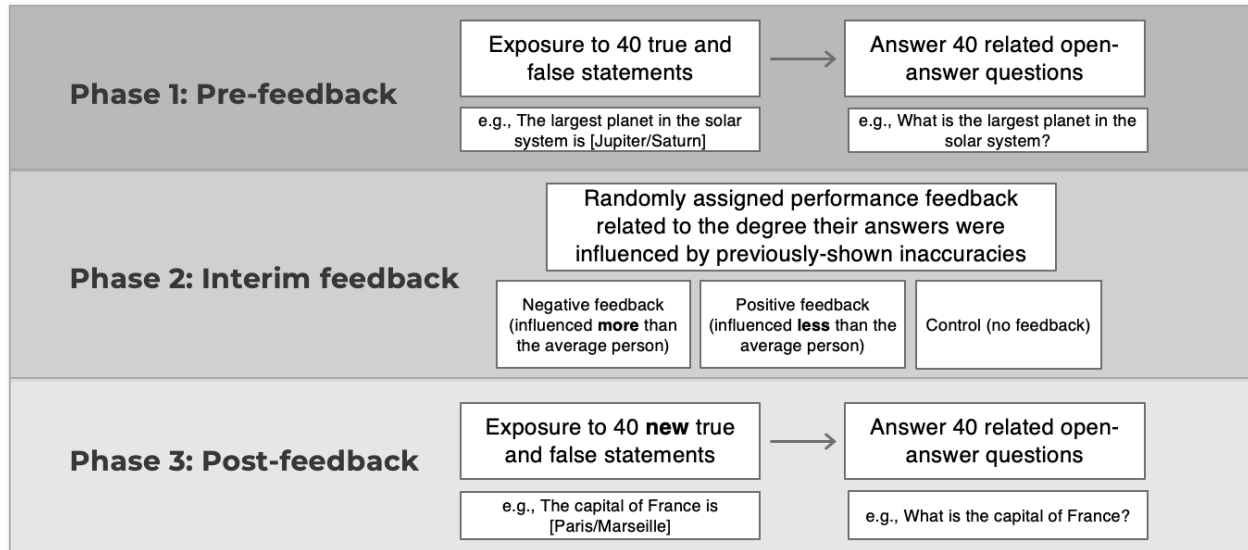 Phase 1: Pre-feedback
Exposure to 40 true and
false statements
e.g., The largest planet in the solar
system is [Jupiter/Saturn]
Answer 40 related open-
answer questions
e.g., What is the largest planet in the
solar system?
Phase 2: Interim feedback
Randomly assigned performance feedback
related to the degree their answers were
influenced by previously-shown inaccuracies
Negative feedback
(influenced more than
the average person)
Positive feedback
(influenced less than the
average person)
Control (no feedback)
Phase 3: Post-feedback
Exposure to 40 new true
and false statements
e.g., The capital of France is
[Paris/Marseille]
Answer 40 related open-
answer questions
e.g., What is the capital of France?